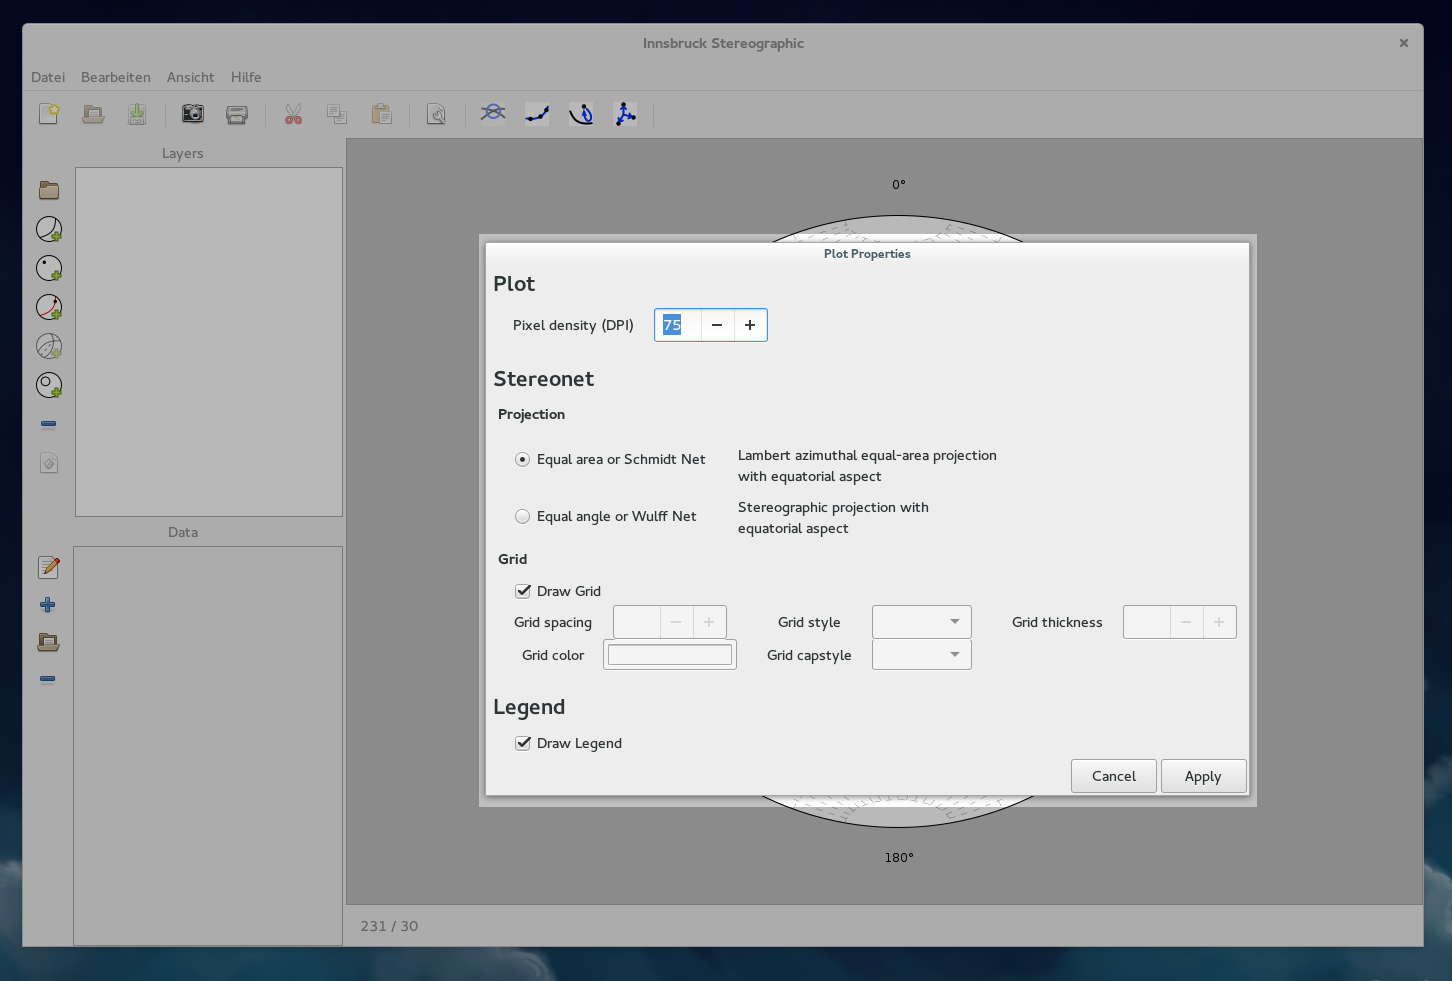 Innsbruck Stereographic
Datei Bearbeiten Ansicht Hilfe
Layers
0°
Plot Properties
Plot
Pixel density (DPI) 75
Stereonet
Projection
Equal area or Schmidt Net
Lambert azimuthal equal-area projection
with equatorial aspect
Equal angle or Wulff Net
Stereographic projection with
equatorial aspect
Data
Grid
Draw Grid
Grid spacing Grid style Grid thickness
Grid color Grid capstyle
Legend
Draw Legend
Cancel Apply
180°
231 / 30